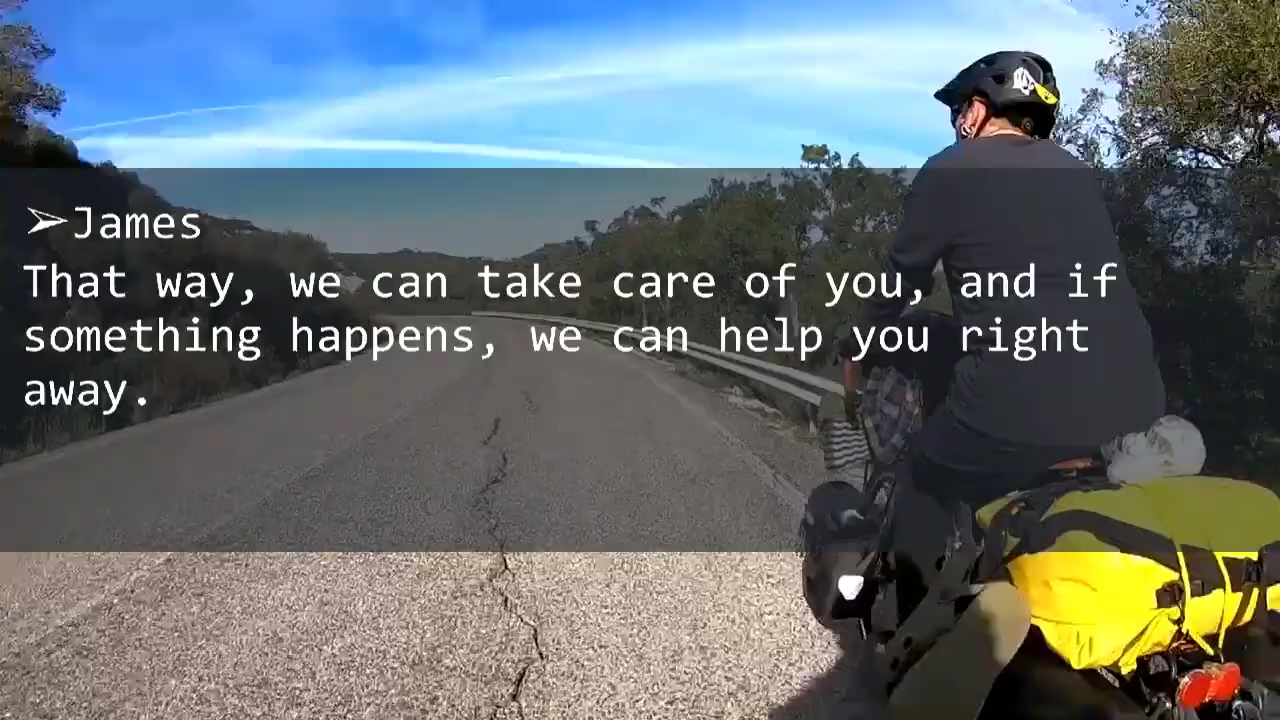 ➢James
That way, we can take care of you, and if
something happens, we can help you right
away.